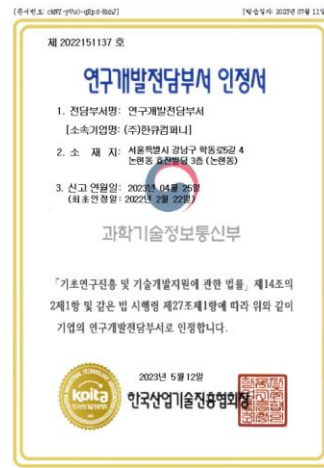 제 2022151137 호
연구개발전담부서 인정서
1. 전담부서명: 연구개발전담부서
[소속기업명: (주)한큐컴퍼니]
2. 소 재 지: 서울특별시 강남구 학동로5길 4
논현동 효진빌딩 3층 (논현동)
3. 신고 연월일: 2023년 04월 25일
(최초인정일: 2022년 2월 22일)
과학기술정보통신부
「기초연구진흥 및 기술개발지원에 관한 법률」 제14조의
2제1항 및 같은 법 시행령 제27조제1항에 따라 위와 같이
기업의 연구개발전담부서로 인정합니다.
2023년 5월 12일
koita
한국산업기술진흥협회장